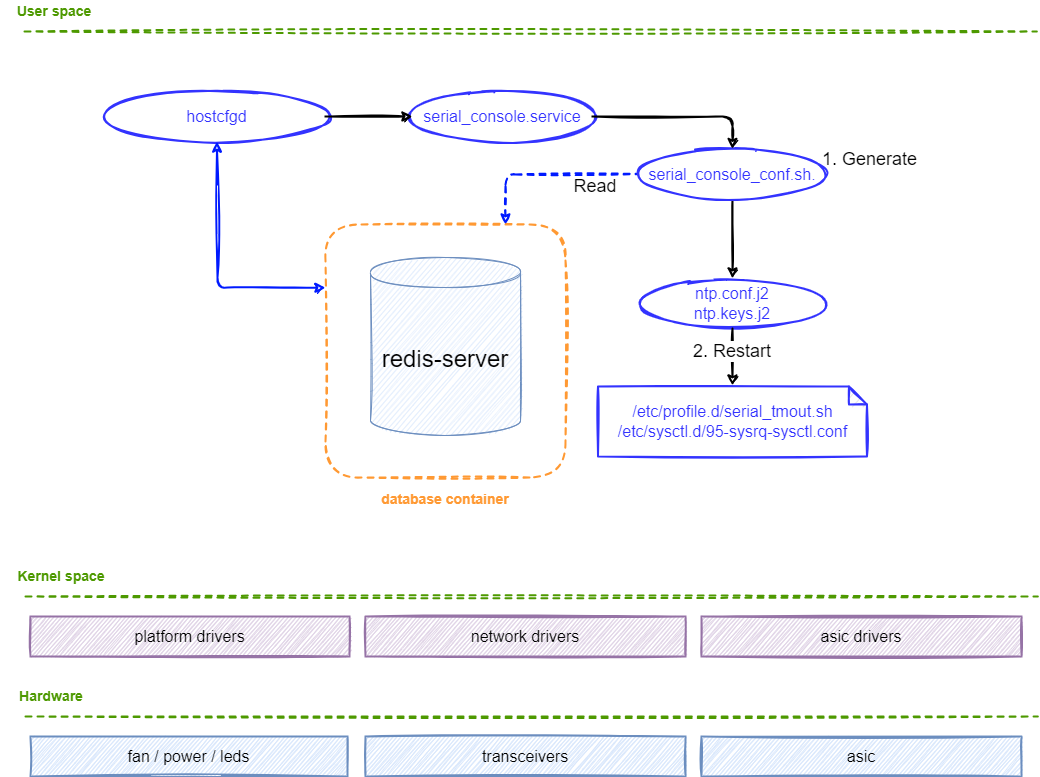 User space
hostcfgd
serial_console.service
1. Generate
serial_console_conf.sh.
Read
ntp.conf.j2
ntp.keys.j2
2. Restart
redis-server
/etc/profile.d/serial_tmout.sh
/etc/sysctl.d/95-sysrq-sysctl.conf
database container
Kernel space
platform drivers
network drivers
asic drivers
Hardware
fan / power / leds
transceivers
asic